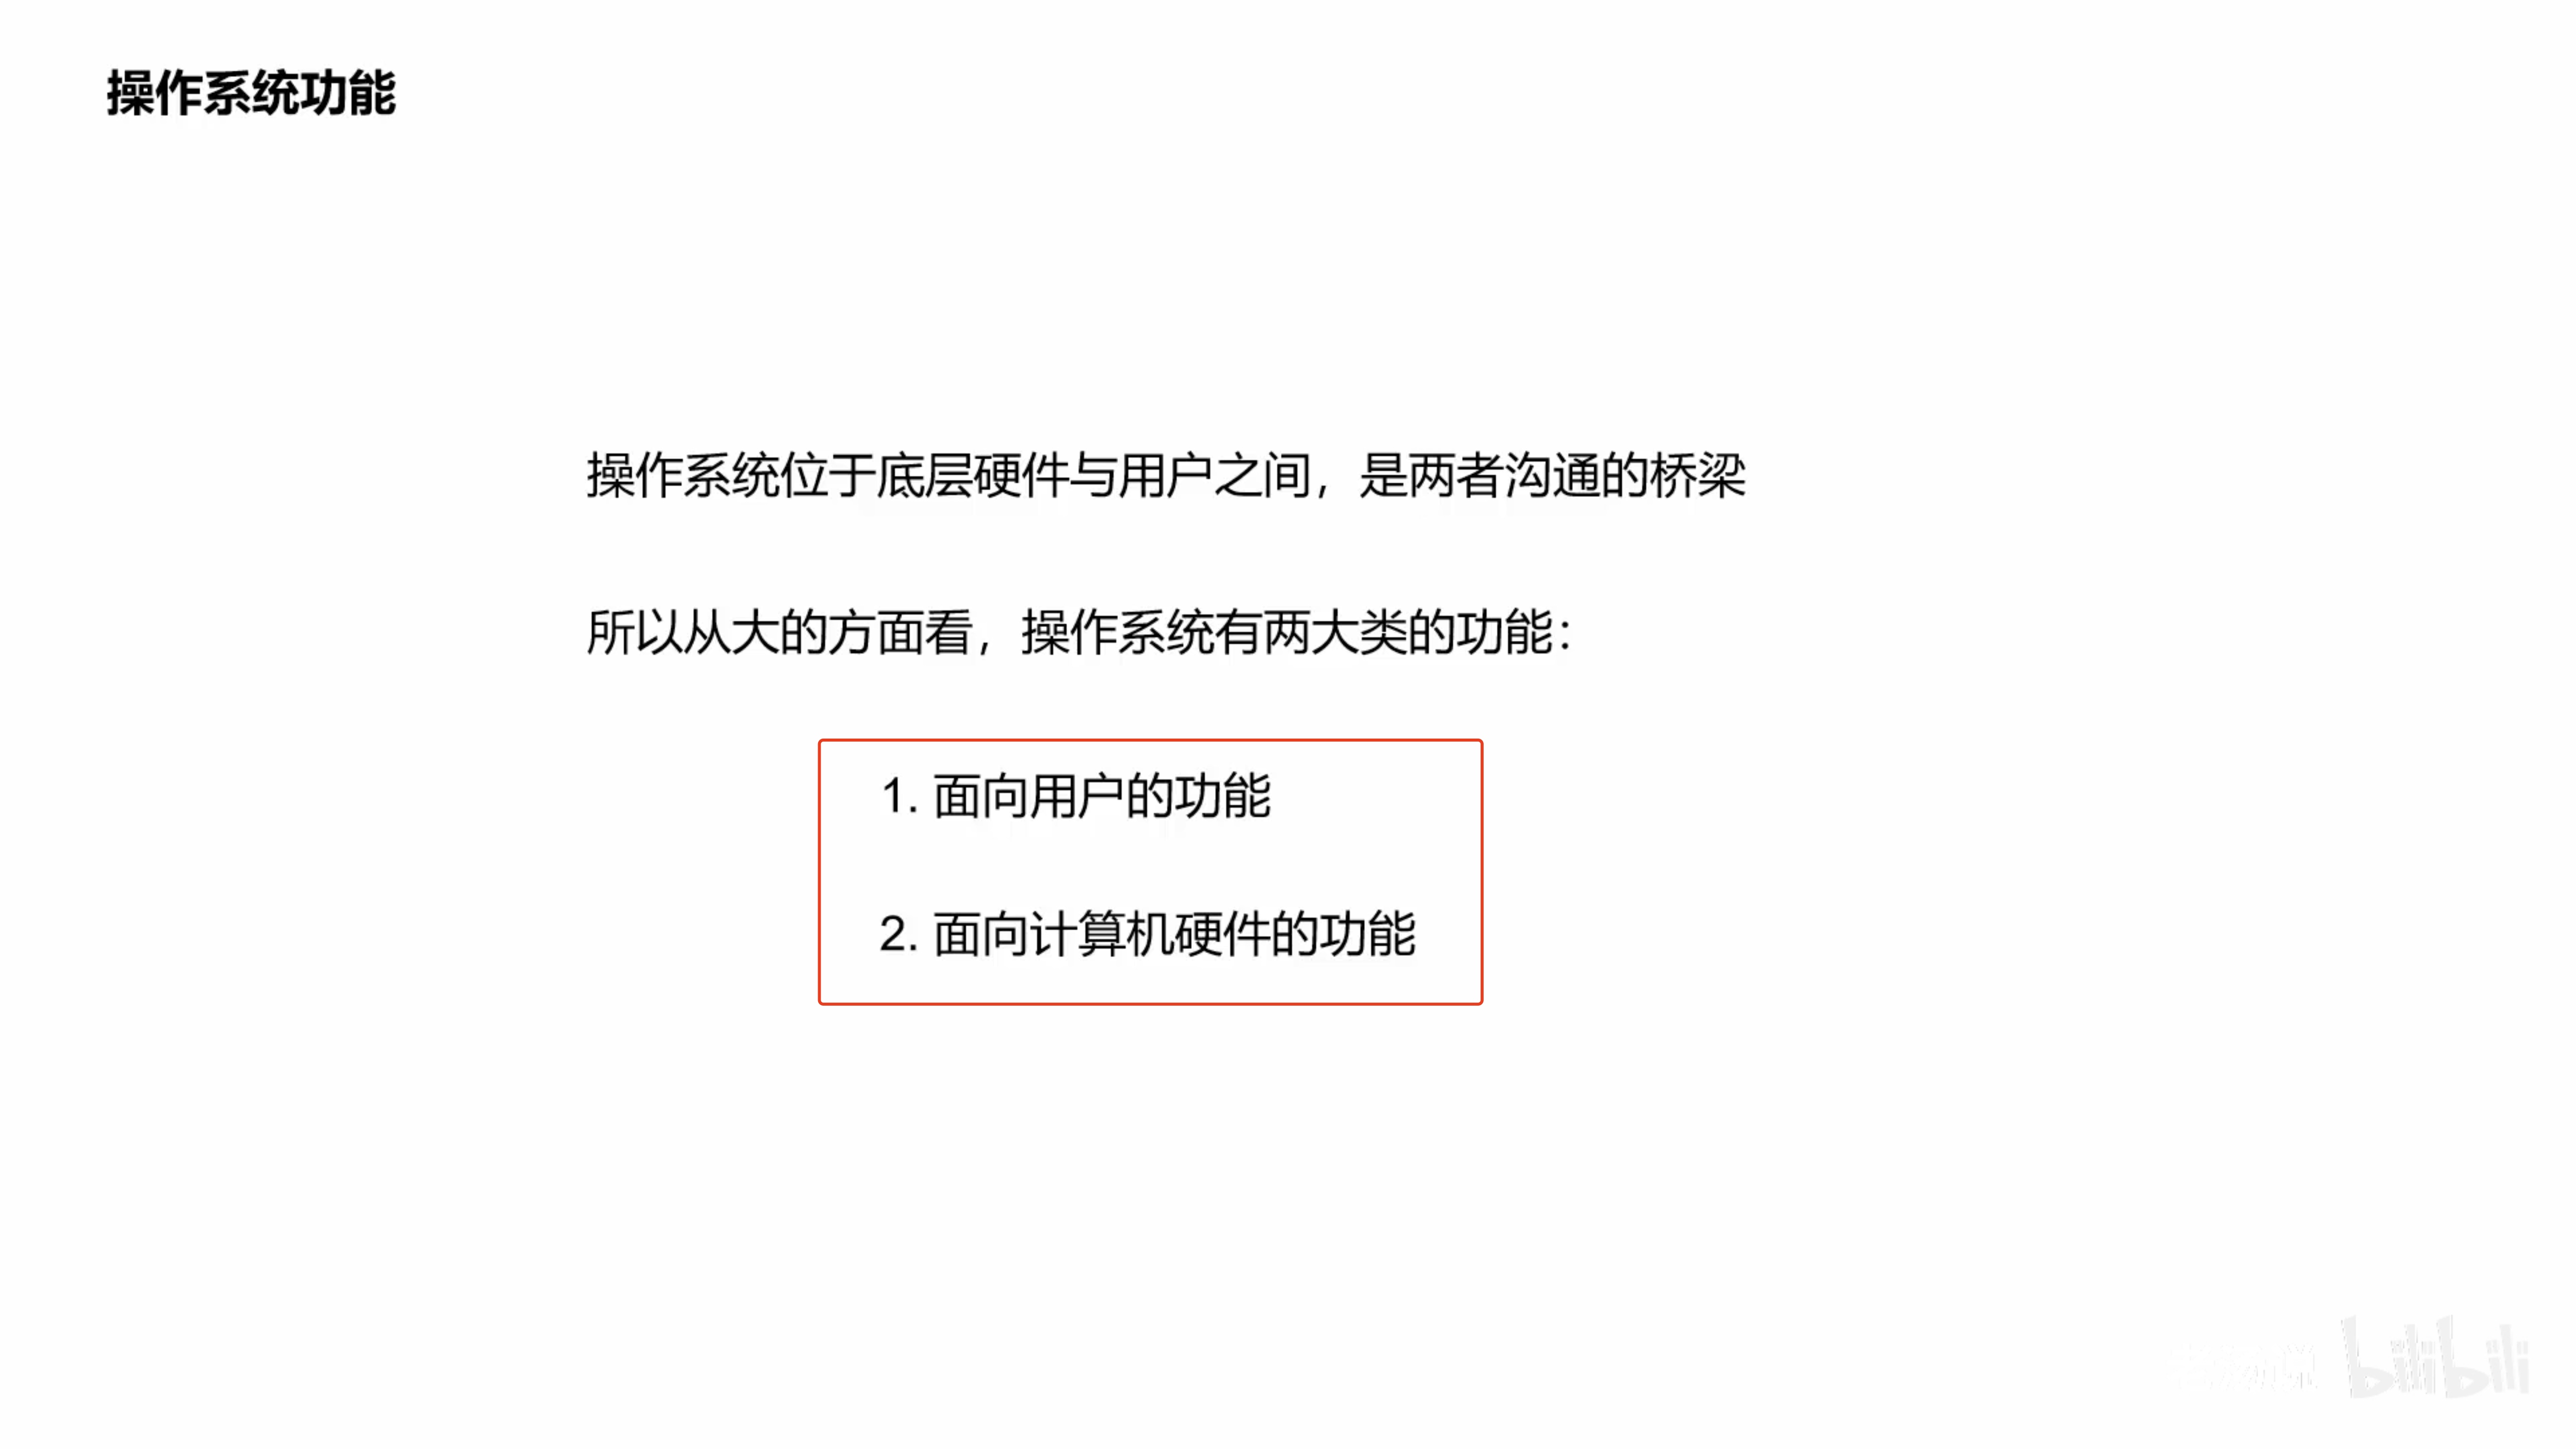 操作系统功能
操作系统位于底层硬件与用户之间，是两者沟通的桥梁
所以从大的方面看，操作系统有两大类的功能：
1. 面向用户的功能
2. 面向计算机硬件的功能
bilibili